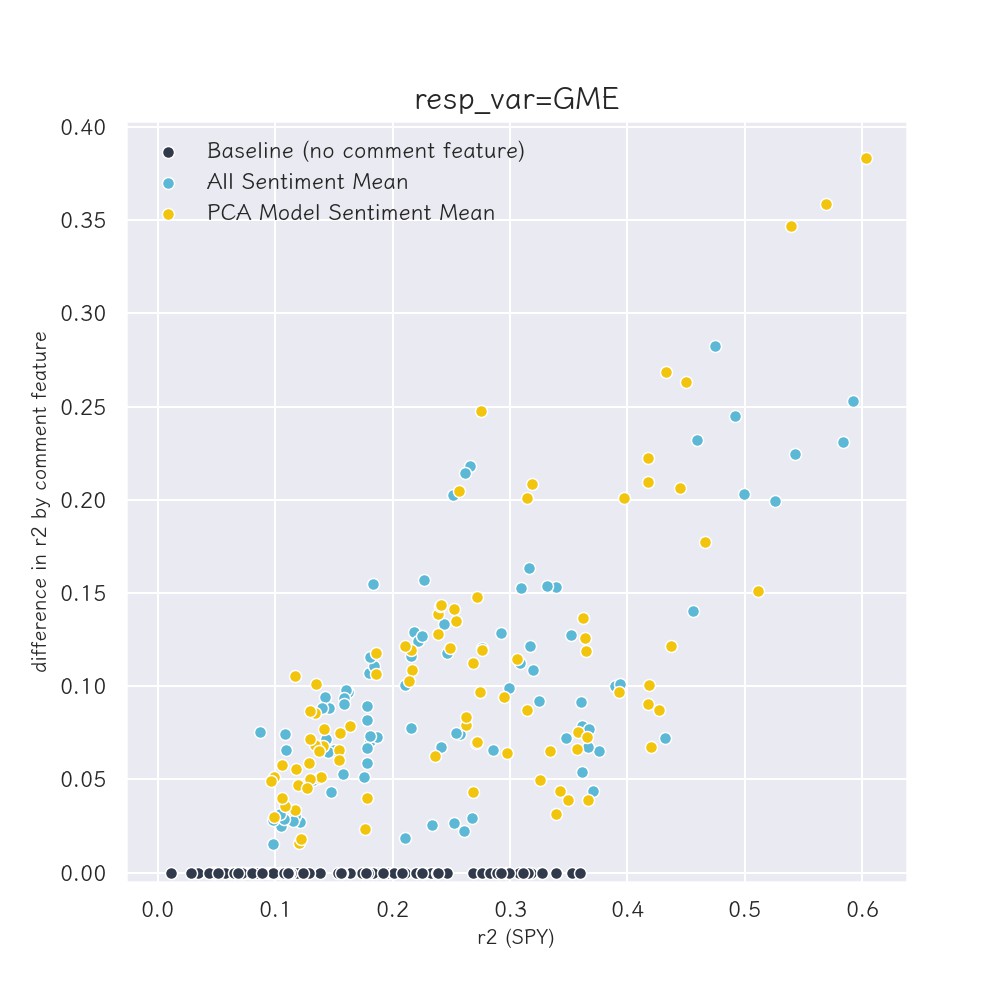 resp_var=GME
Baseline (no comment feature)
All Sentiment Mean
PCA Model Sentiment Mean
difference in r2 by comment feature
0.40
0.35
0.30
0.25
0.20
0.15
0.10
0.05
0.00
0.0 0.1 0.2 0.3 0.4 0.5 0.6
r2 (SPY)